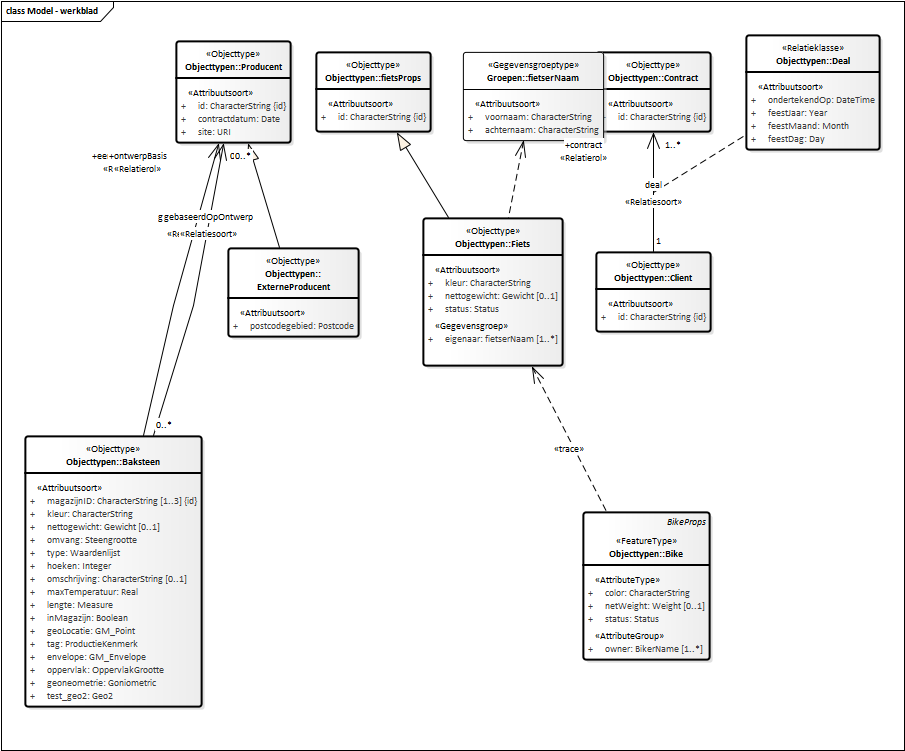 class Model - werkblad
«Objecttype»
Objecttypen::Producent
«Attribuutsoort»
+ id: CharacterString {id}
+ contractdatum: Date
+ site: URI
«Objecttype»
Objecttypen::fietsProps
«Attribuutsoort»
+ id: CharacterString {id}
«Gegevensgroeptype»
Groepen::fietserNaam
«Attribuutsoort»
+ voornaam: CharacterString
+ achternaam: CharacterString
«Objecttype»
Objecttypen::Contract
«Attribuutsoort»
id: CharacterString {id}
«Relatieklasse»
Objecttypen::Deal
«Attribuutsoort»
+ ondertekendOp: DateTime
+ feestJaar: Year
+ feestMaand: Month
+ feestDag: Day
+ontwerpBasis
«Relatierol»
0..*
+contract
«Relatierol»
1..*
deal
«Relatiesoort»
1
gebaseerdOpOntwerp
«Relatiesoort»
0..*
«Objecttype»
Objecttypen::
ExterneProducent
«Attribuutsoort»
+ postcodegebied: Postcode
«Objecttype»
Objecttypen::Fiets
«Attribuutsoort»
+ kleur: CharacterString
+ nettogewicht: Gewicht [0..1]
+ status: Status
«Gegevensgroep»
+ eigenaar: fietserNaam [1..*]
«Objecttype»
Objecttypen::Client
«Attribuutsoort»
+ id: CharacterString {id}
«trace»
«Objecttype»
Objecttypen::Baksteen
«Attribuutsoort»
+ magazijnID: CharacterString [1..3] {id}
+ kleur: CharacterString
+ nettogewicht: Gewicht [0..1]
+ omvang: Steengrootte
+ type: Waardenlijst
+ hoeken: Integer
+ omschrijving: CharacterString [0..1]
+ maxTemperatuur: Real
+ lengte: Measure
+ inMagazijn: Boolean
+ geoLocatie: GM_Point
+ tag: ProductieKenmerk
+ envelope: GM_Envelope
+ oppervlak: OppervlakGrootte
+ geoneometrie: Goniometric
+ test_geo2: Geo2
BikeProps
«FeatureType»
Objecttypen::Bike
«AttributeType»
+ color: CharacterString
+ netWeight: Weight [0..1]
+ status: Status
«AttributeGroup»
+ owner: BikerName [1..*]